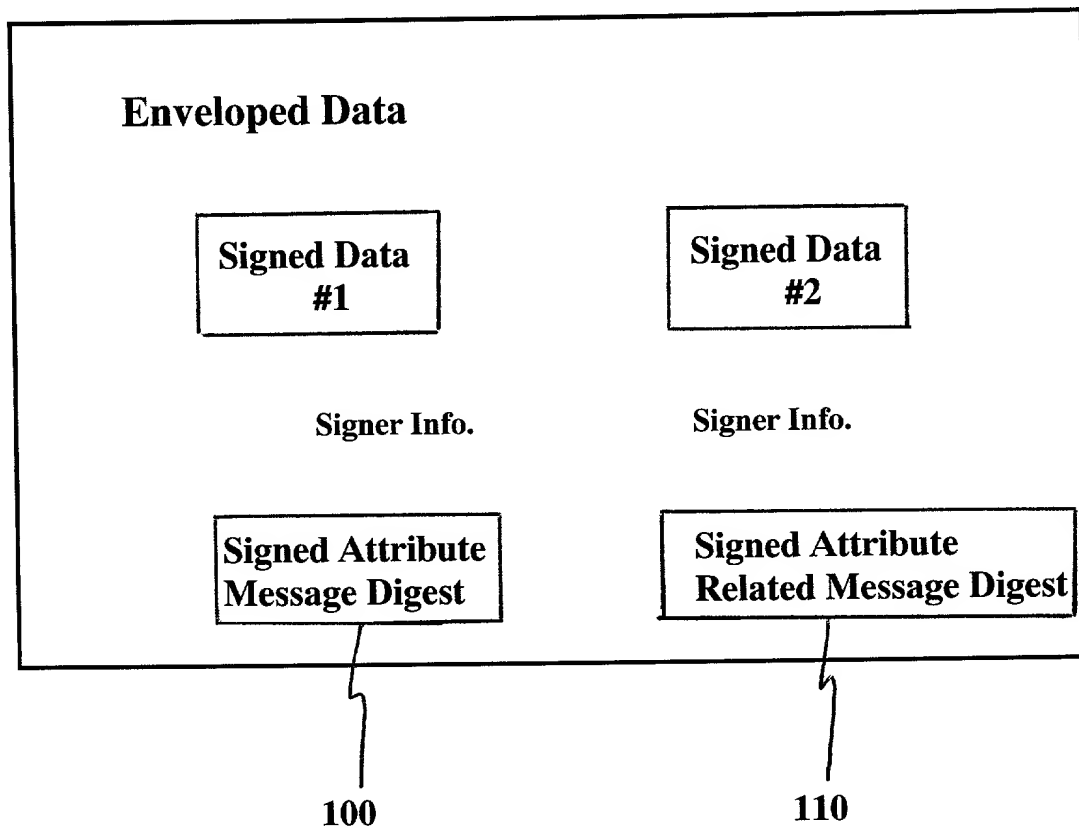 Enveloped Data
Signed Data
#1
Signed Data
#2
Signer Info.
Signer Info.
Signed Attribute
Message Digest
Signed Attribute
Related Message Digest
100
110